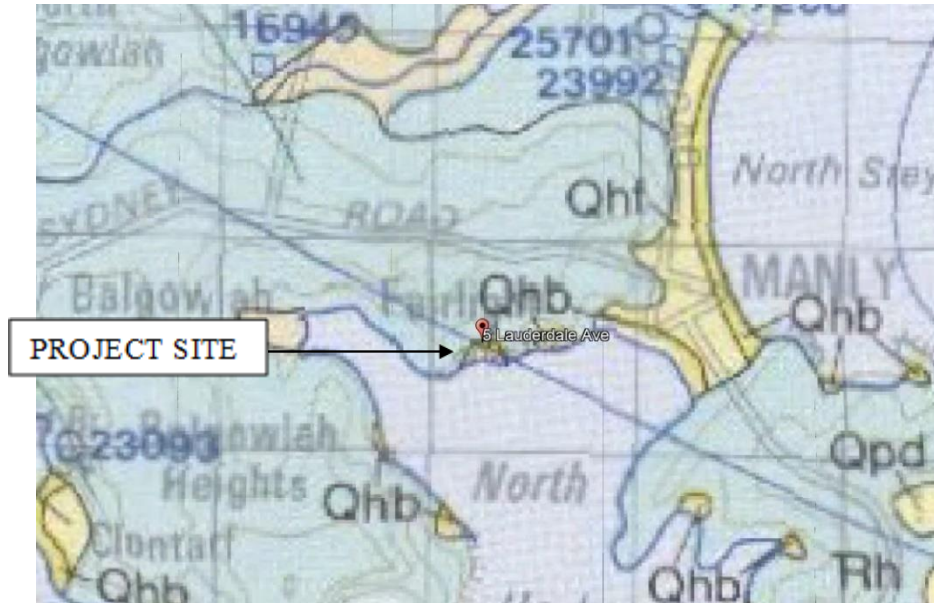 16940
25701
23992
North Stey
Qhf
SYDNEY
ROAD
MANLY
Balgowlah
Qhb
Qhb
5 Lauderdale Ave
PROJECT SITE
23093
Balgowlah
Heights
North
Qpd
Qhb
Clontarf
Qhb
Qhb
Rh